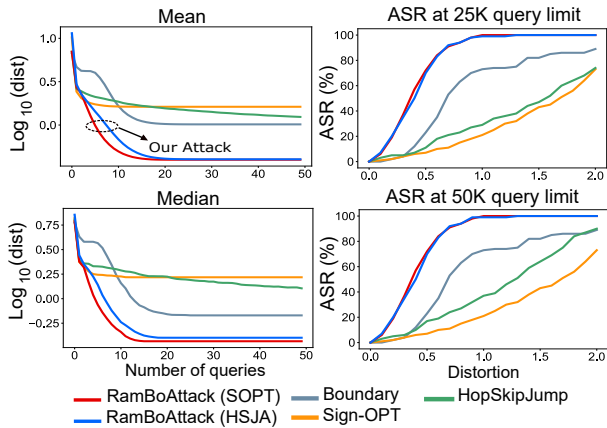 Mean
ASR at 25K query limit
Log 10 (dist)
1.0
0.5
0.0
Our Attack
0 10 20 30 40 50
ASR (%)
100
80
60
40
20
0
0.0 0.5 1.0 1.5 2.0
Median
ASR at 50K query limit
Log 10 (dist)
0.75
0.50
0.25
0.00
−0.25
0 10 20 30 40 50
Number of queries
ASR (%)
100
80
60
40
20
0
0.0 0.5 1.0 1.5 2.0
Distortion
RamBoAttack (SOPT)
Boundary
HopSkipJump
RamBoAttack (HSJA)
Sign-OPT